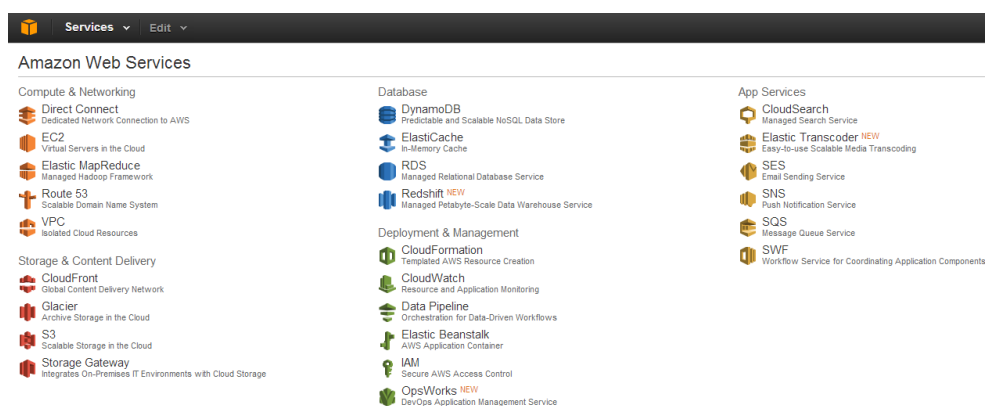 Services Edit
Amazon Web Services
Compute & Networking
Direct Connect
Dedicated Network Connection to AWS
EC2
Virtual Servers in the Cloud
Elastic MapReduce
Managed Hadoop Framework
Route 53
Scalable Domain Name System
VPC
Isolated Cloud Resources
Storage & Content Delivery
CloudFront
Global Content Delivery Network
Glacier
Archive Storage in the Cloud
S3
Scalable Storage in the Cloud
Storage Gateway
Integrates On-Premises IT Environments with Cloud Storage
Database
DynamoDB
Predictable and Scalable NoSQL Data Store
ElastiCache
In-Memory Cache
RDS
Managed Relational Database Service
Redshift NEW
Managed Petabyte-Scale Data Warehouse Service
Deployment & Management
CloudFormation
Templated AWS Resource Creation
CloudWatch
Resource and Application Monitoring
Data Pipeline
Orchestration for Data-Driven Workflows
Elastic Beanstalk
AWS Application Container
IAM
Secure AWS Access Control
OpsWorks NEW
DevOps Application Management Service
App Services
CloudSearch
Managed Search Service
Elastic Transcoder NEW
Easy-to-use Scalable Media Transcoding
SES
Email Sending Service
SNS
Push Notification Service
SQS
Message Queue Service
SWF
Workflow Service for Coordinating Application Components